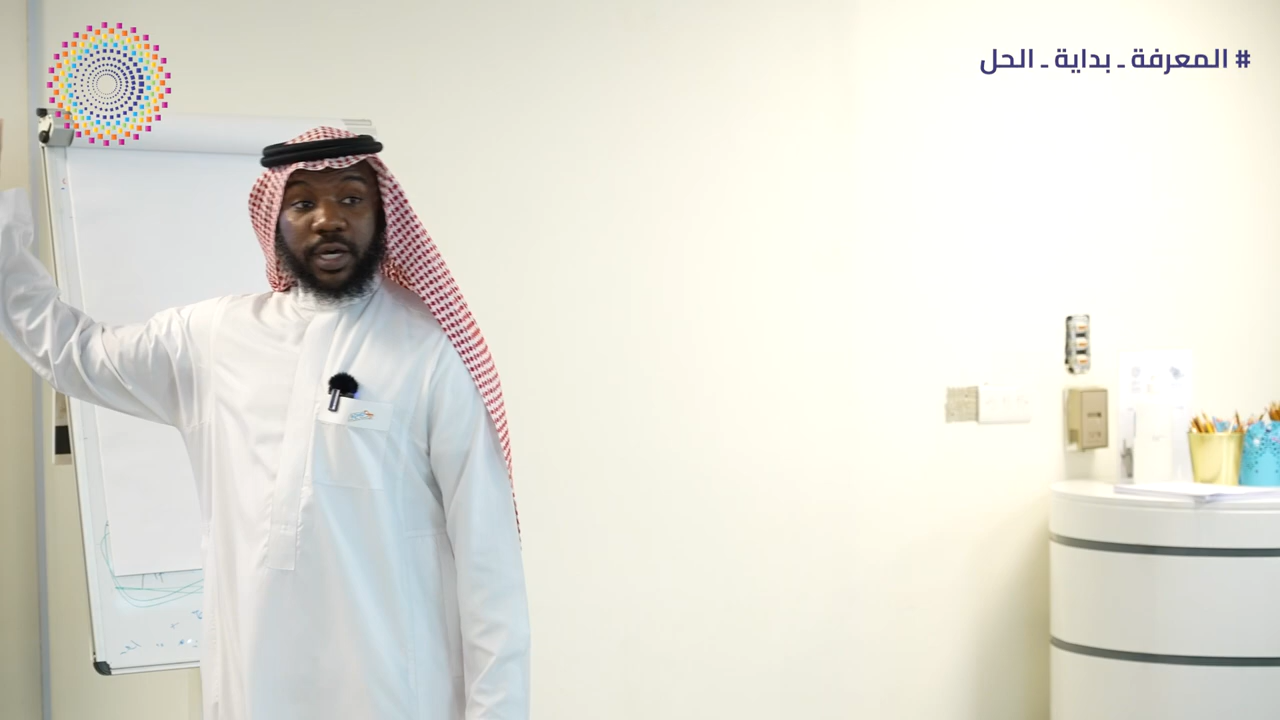 # المعرفة ـ بداية ـ الحل